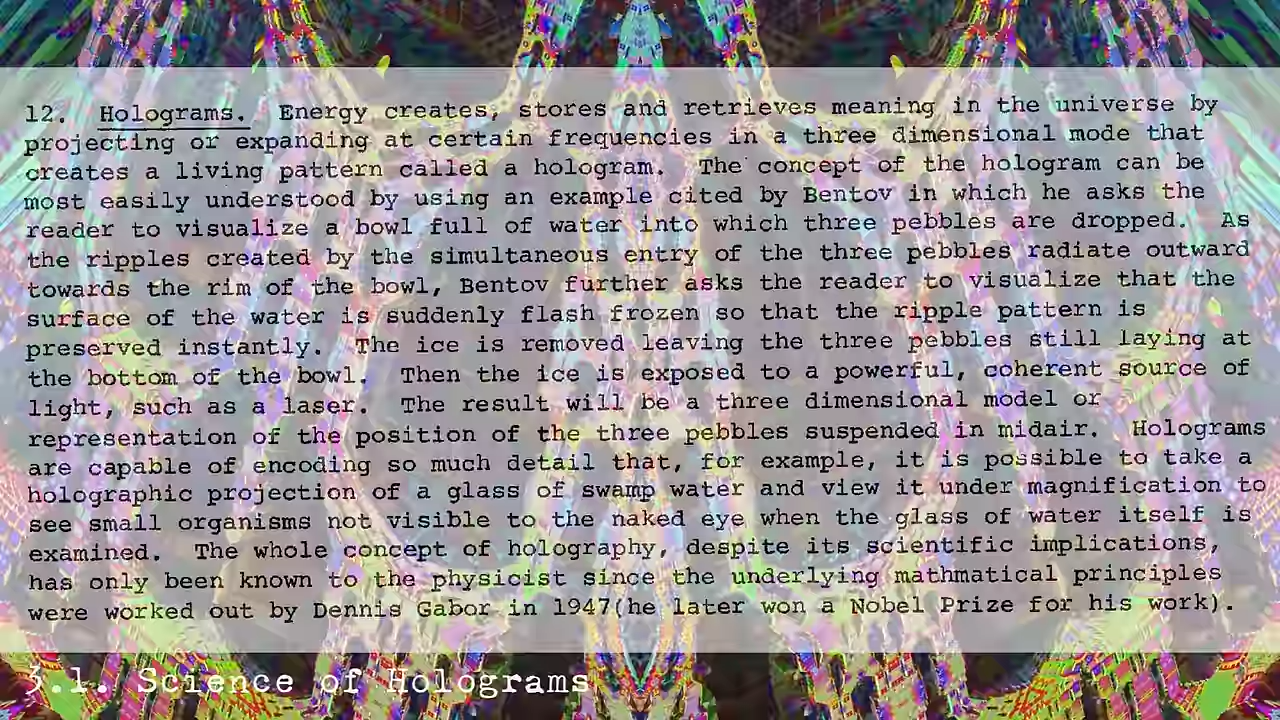 12.  Holograms.  Energy creates, stores and retrieves meaning in the universe by
projecting or expanding at certain frequencies in a three dimensional mode that
creates a living pattern called a hologram.  The concept of the hologram can be
most easily understood by using an example cited by Bentov in which he asks the
reader to visualize a bowl full of water into which three pebbles are dropped.  As
the ripples created by the simultaneous entry of the three pebbles radiate outward
towards the rim of the bowl, Bentov further asks the reader to visualize that the
surface of the water is suddenly flash frozen so that the ripple pattern is
preserved instantly.  The ice is removed leaving the three pebbles still laying at
the bottom of the bowl.  Then the ice is exposed to a powerful, coherent source of
light, such as a laser.  The result will be a three dimensional model or
representation of the position of the three pebbles suspended in midair.  Holograms
are capable of encoding so much detail that, for example, it is possible to take a
holographic projection of a glass of swamp water and view it under magnification to
see small organisms not visible to the naked eye when the glass of water itself is
examined.  The whole concept of holography, despite its scientific implications,
has only been known to the physicist since the underlying mathmatical principles
were worked out by Dennis Gabor in 1947(he later won a Nobel Prize for his work).
3.1. Science of Holograms